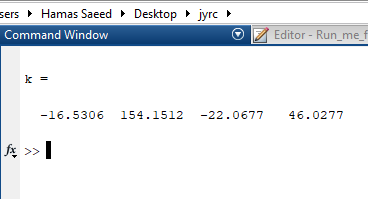 sers ▶ Hamas Saeed ▶ Desktop ▶ jyrc ▶
Command Window
Editor - Run_me_f
k =
-16.5306 154.1512 -22.0677 46.0277
fx >>